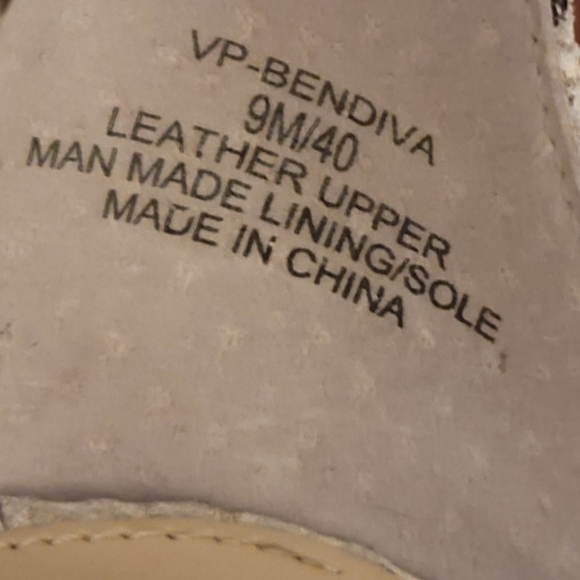 VP-BENDIVA
9M/40
LEATHER UPPER
MAN MADE LINING/SOLE
MADE IN CHINA